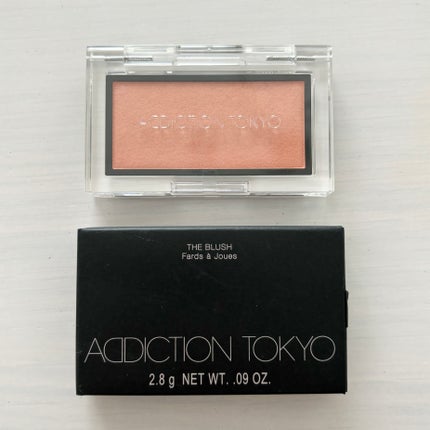 ADDICTION TOKYO
THE BLUSH
Fards à Joues
ADDICTION TOKYO
2.8 g NET WT. .09 OZ.